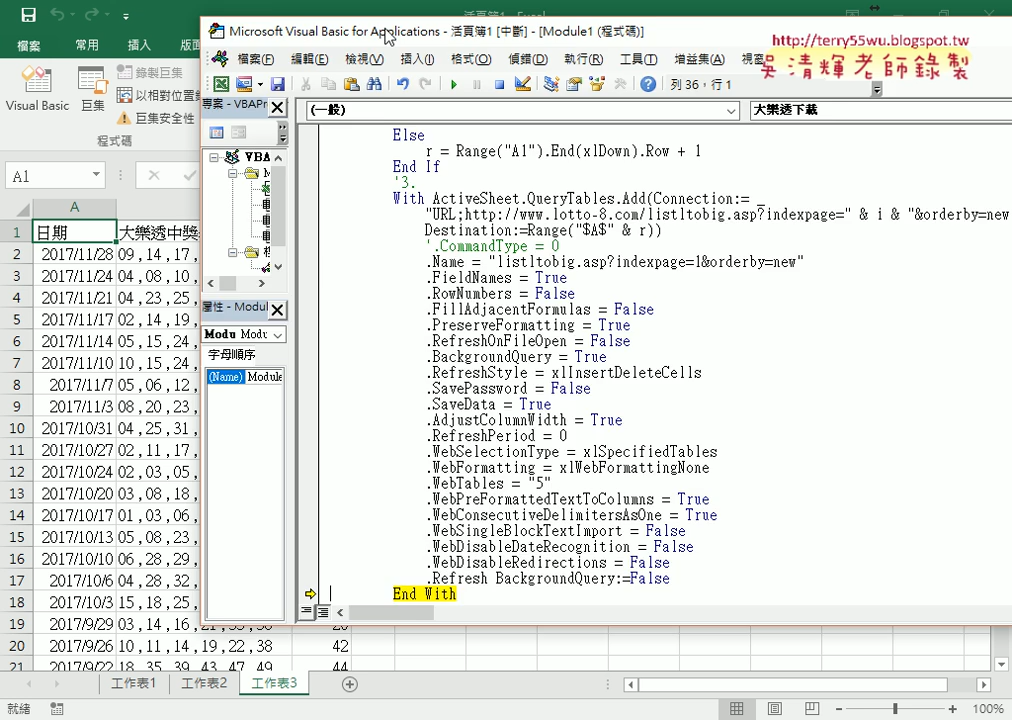 活頁簿1 - Excel
Microsoft Visual Basic for Applications - 活頁簿1 [中斷] - [Module1 (程式碼)]
http://terry55wu.blogspot.tw
吳清輝老師錄製
檔案 常用 插入 版面
檔案(F) 編輯(E) 檢視(V) 插入(I) 格式(O) 偵錯(D) 執行(R) 工具(T) 增益集(A) 視窗
列 36, 行 1
Visual Basic 巨集
錄製巨集
以相對位置
巨集安全性
程式碼
專案 - VBAPr
VBA
屬性 - Modul
Modu Modu
字母順序
(Name) Module
(一般) 大樂透下載
Else
r = Range("A1").End(xlDown).Row + 1
End If
'3.
With ActiveSheet.QueryTables.Add(Connection:= _
"URL;http://www.lotto-8.com/listltobig.asp?indexpage=" & i & "&orderby=new
Destination:=Range("$A$" & r))
'.CommandType = 0
.Name = "listltobig.asp?indexpage=1&orderby=new"
.FieldNames = True
.RowNumbers = False
.FillAdjacentFormulas = False
.PreserveFormatting = True
.RefreshOnFileOpen = False
.BackgroundQuery = True
.RefreshStyle = xlInsertDeleteCells
.SavePassword = False
.SaveData = True
.AdjustColumnWidth = True
.RefreshPeriod = 0
.WebSelectionType = xlSpecifiedTables
.WebFormatting = xlWebFormattingNone
.WebTables = "5"
.WebPreFormattedTextToColumns = True
.WebConsecutiveDelimitersAsOne = True
.WebSingleBlockTextImport = False
.WebDisableDateRecognition = False
.WebDisableRedirections = False
.Refresh BackgroundQuery:=False
End With
A1
A
1 日期 大樂透中獎
2 2017/11/28 09 , 14 , 17 ,
3 2017/11/24 04 , 08 , 10 ,
4 2017/11/21 04 , 23 , 25 ,
5 2017/11/17 02 , 14 , 19 ,
6 2017/11/14 05 , 15 , 24 ,
7 2017/11/10 10 , 15 , 24 ,
8 2017/11/7 05 , 06 , 12 ,
9 2017/11/3 08 , 20 , 23 ,
10 2017/10/31 04 , 25 , 31 ,
11 2017/10/27 02 , 11 , 17 ,
12 2017/10/24 02 , 03 , 05 ,
13 2017/10/20 03 , 08 , 18 ,
14 2017/10/17 01 , 03 , 06 ,
15 2017/10/13 05 , 08 , 23 ,
16 2017/10/10 06 , 28 , 29 ,
17 2017/10/6 04 , 28 , 32 ,
18 2017/10/3 15 , 18 , 25 ,
19 2017/9/29 03 , 14 , 16 ,
20 2017/9/26 10 , 11 , 14 , 19 , 22 , 38 42
21 2017/9/22 18 , 35 , 39 , 43 , 47 , 49 44
工作表1 工作表2 工作表3
就緒 100%